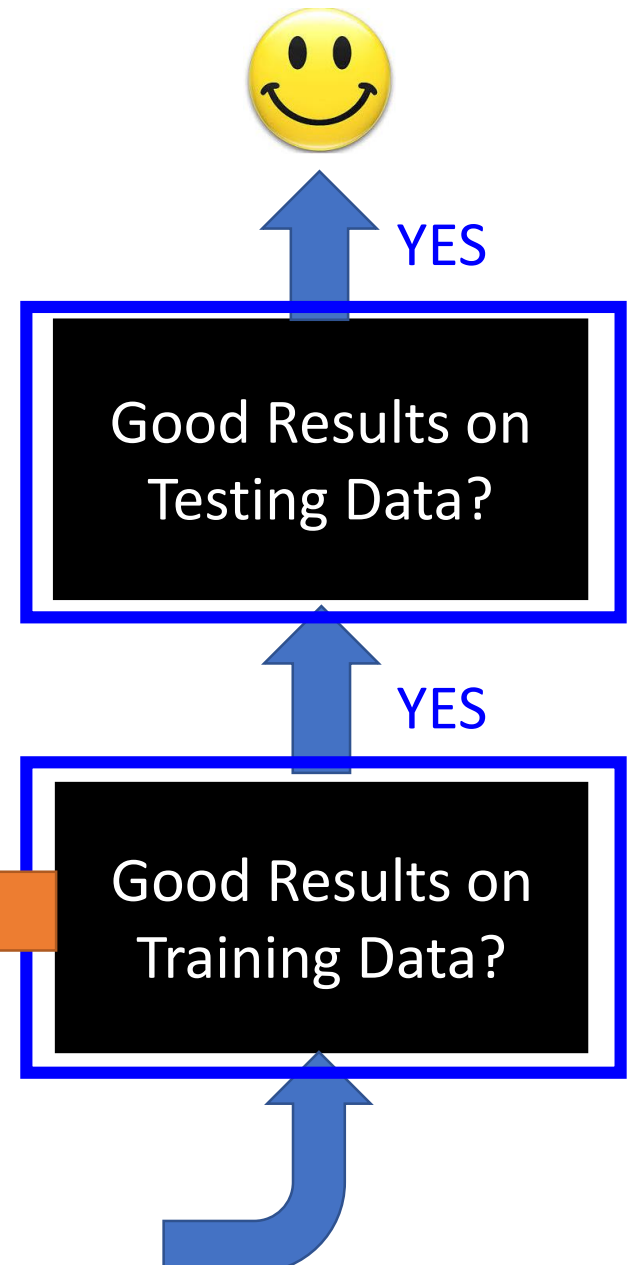 YES
Good Results on
Testing Data?
YES
Good Results on
Training Data?